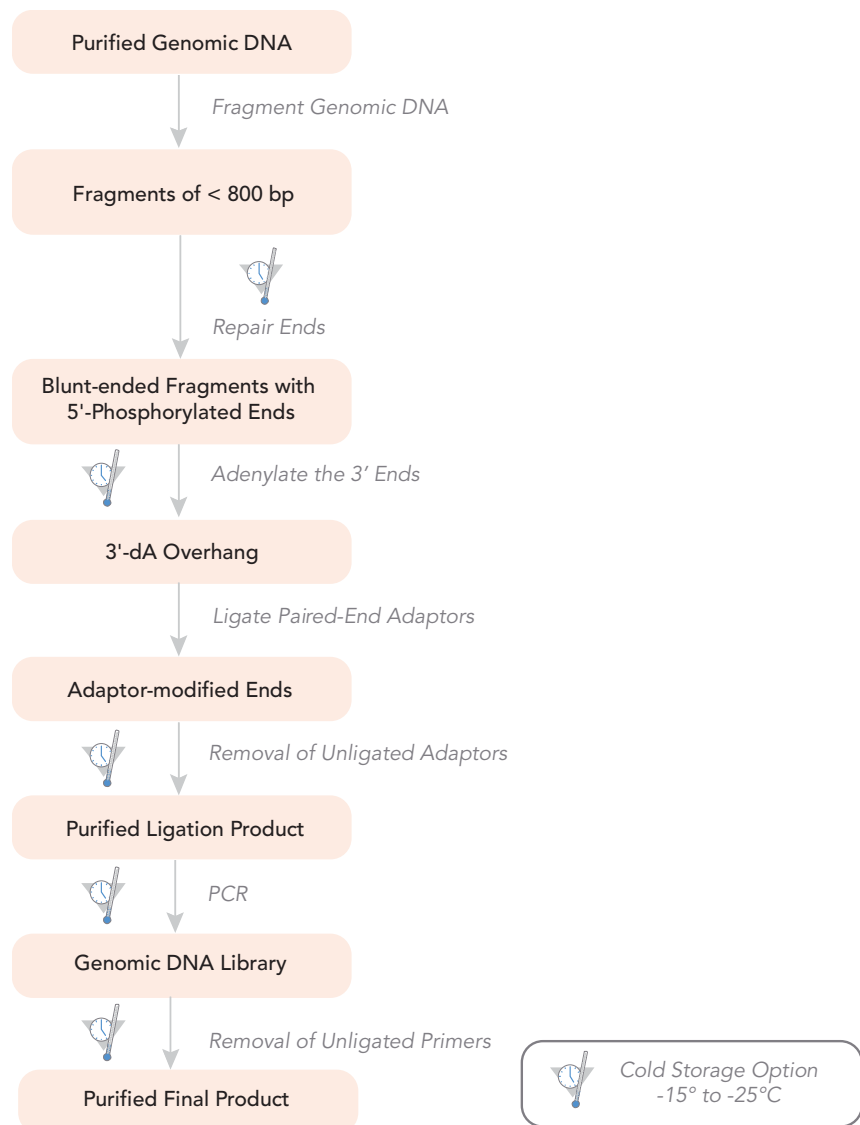 Purified Genomic DNA
Fragment Genomic DNA
Fragments of < 800 bp
Repair Ends
Blunt-ended Fragments with
5'-Phosphorylated Ends
Adenylate the 3’ Ends
3'-dA Overhang
Ligate Paired-End Adaptors
Adaptor-modified Ends
Removal of Unligated Adaptors
Purified Ligation Product
PCR
Genomic DNA Library
Removal of Unligated Primers
Purified Final Product
Cold Storage Option
-15° to -25°C